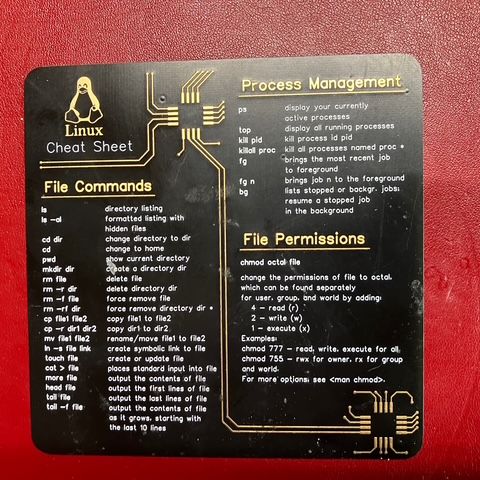 Linux
Cheat Sheet
File Commands
ls directory listing
ls -al formatted listing with
hidden files
cd dir change directory to dir
cd change to home
pwd show current directory
mkdir dir create a directory dir
rm file delete file
rm -r dir delete directory dir
rm -f file force remove file
rm -rf dir force remove directory dir *
cp file1 file2 copy file1 to file2
cp -r dir1 dir2 copy dir1 to dir2
mv file1 file2 rename/move file1 to file2
ln -s file link create symbolic link to file
touch file create or update file
cat > file places standard input into file
more file output the contents of file
head file output the first lines of file
tail file output the last lines of file
tail -f file output the contents of file
as it grows, starting with
the last 10 lines
Process Management
ps display your currently
active processes
top display all running processes
kill pid kill process id pid
killall proc kill all processes named proc *
fg brings the most recent job
to foreground
fg n brings job n to the foreground
bg lists stopped or backgr. jobs;
resume a stopped job
in the background
File Permissions
chmod octal file
change the permissions of file to octal,
which can be found separately
for user, group, and world by adding:
4 - read (r)
2 - write (w)
1 - execute (x)
Examples:
chmod 777 - read, write, execute for all
chmod 755 - rwx for owner, rx for group
and world.
For more options, see <man chmod>.